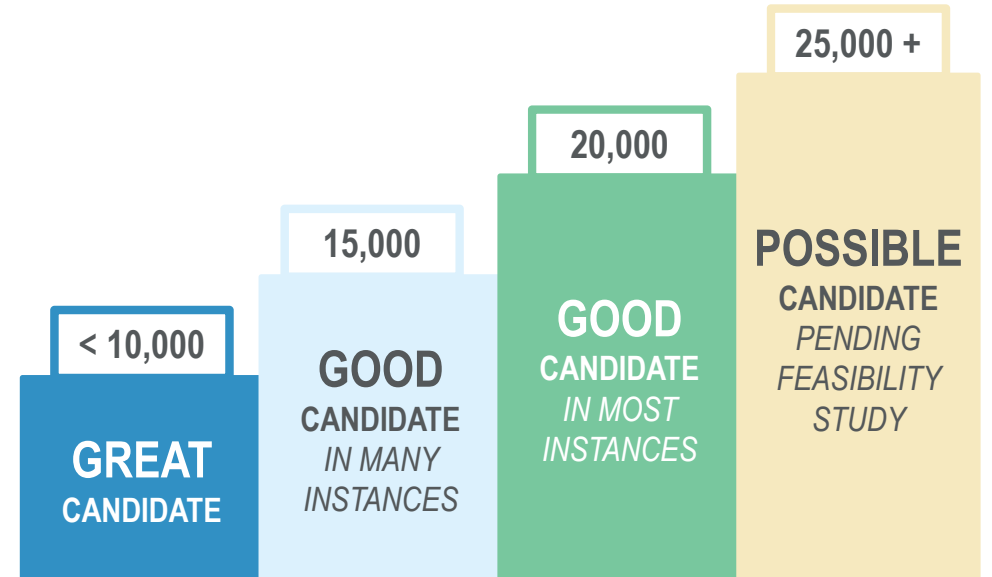 < 10,000
GREAT
CANDIDATE
15,000
GOOD
CANDIDATE
IN MANY
INSTANCES
20,000
GOOD
CANDIDATE
IN MOST
INSTANCES
25,000 +
POSSIBLE
CANDIDATE
PENDING
FEASIBILITY
STUDY